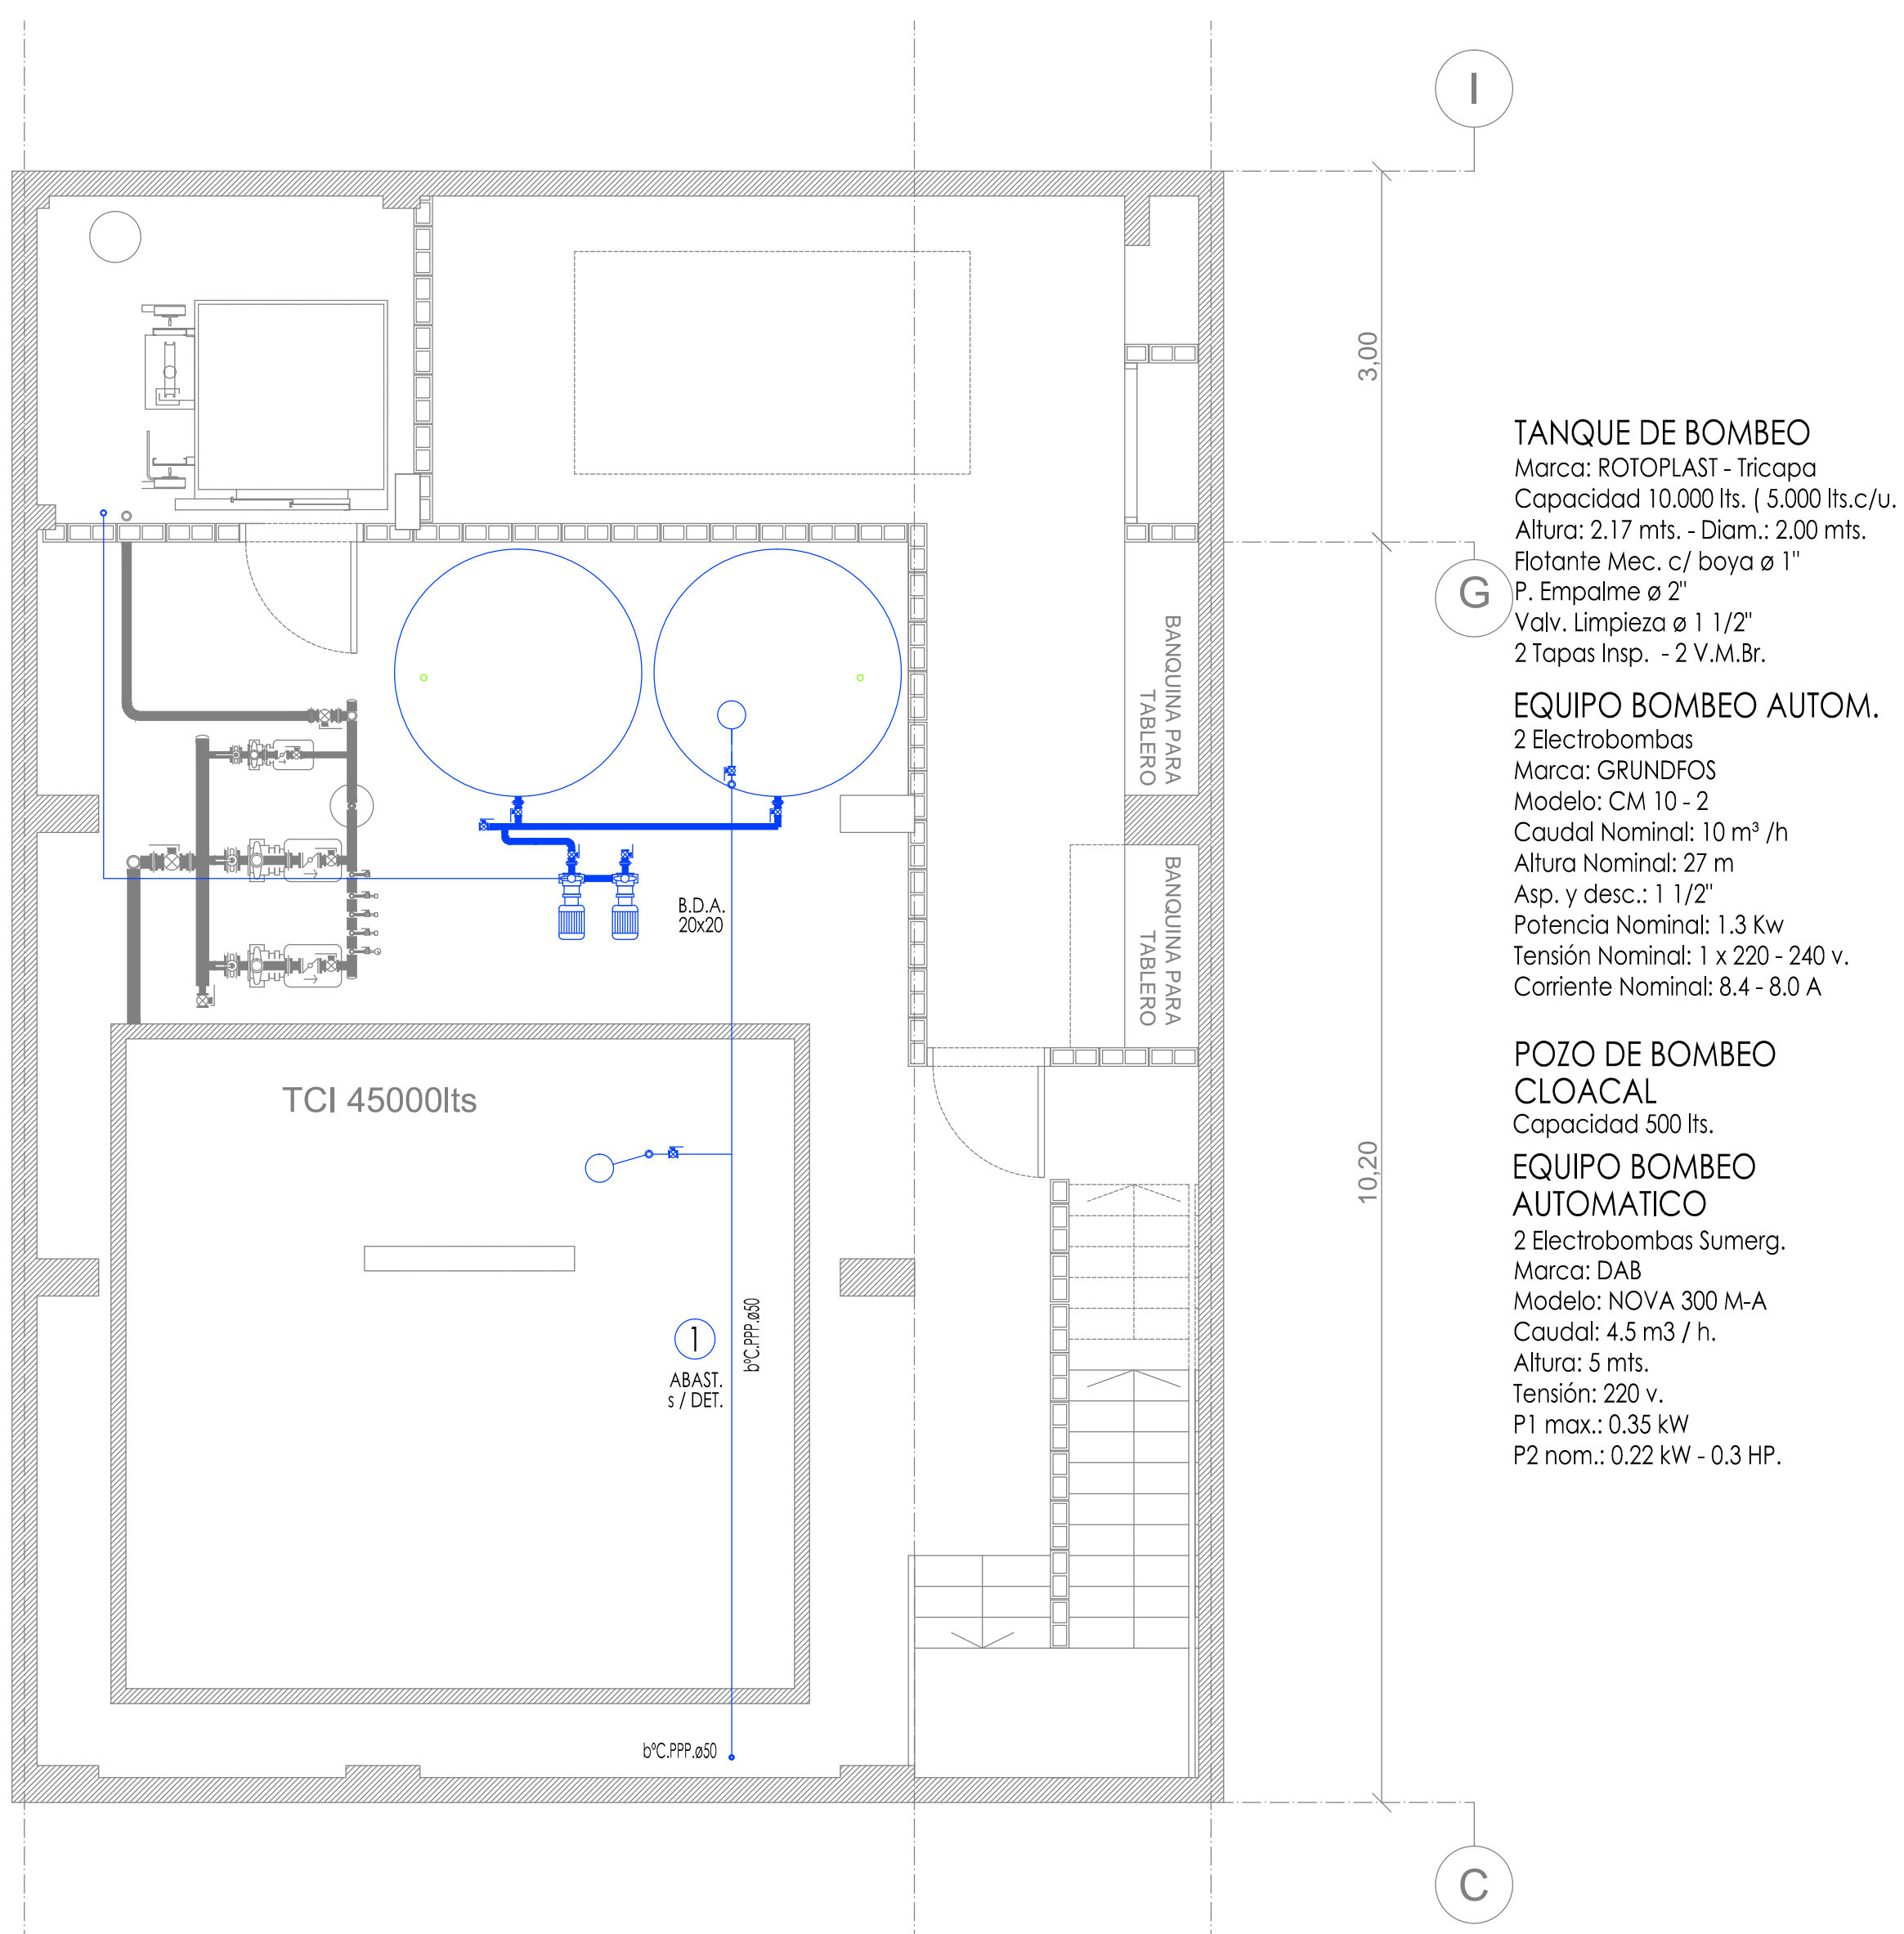 I
3,00
TANQUE DE BOMBEO
Marca: ROTOPLAST - Tricapa
Capacidad 10.000 lts. ( 5.000 lts.c/u.
Altura: 2.17 mts. - Diam.: 2.00 mts.
Flotante Mec. c/ boya ø 1"
P. Empalme ø 2"
Valv. Limpieza ø 1 1/2"
2 Tapas Insp. - 2 V.M.Br.
G
BANQUINA PARA
TABLERO
EQUIPO BOMBEO AUTOM.
2 Electrobombas
Marca: GRUNDFOS
Modelo: CM 10 - 2
Caudal Nominal: 10 m³ /h
Altura Nominal: 27 m
Asp. y desc.: 1 1/2"
Potencia Nominal: 1.3 Kw
Tensión Nominal: 1 x 220 - 240 v.
Corriente Nominal: 8.4 - 8.0 A
B.D.A.
20x20
BANQUINA PARA
TABLERO
POZO DE BOMBEO
CLOACAL
Capacidad 500 lts.
EQUIPO BOMBEO
AUTOMATICO
2 Electrobombas Sumerg.
Marca: DAB
Modelo: NOVA 300 M-A
Caudal: 4.5 m3 / h.
Altura: 5 mts.
Tensión: 220 v.
P1 max.: 0.35 kW
P2 nom.: 0.22 kW - 0.3 HP.
TCI 45000lts
10,20
1
ABAST.
s / DET.
bºC.PPP.ø50
bºC.PPP.ø50
C